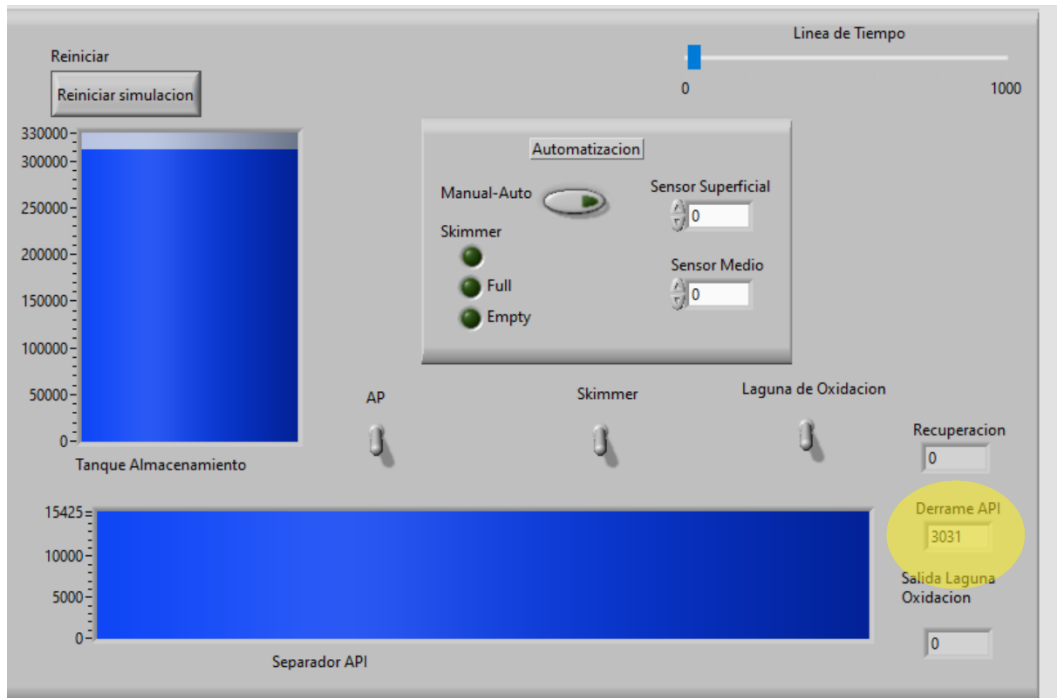 Linea de Tiempo
0
1000
Reiniciar
Reiniciar simulacion
330000
300000
250000
200000
150000
100000
50000
0
Tanque Almacenamiento
Automatizacion
Manual-Auto
Sensor Superficial
0
Skimmer
Full
Empty
Sensor Medio
0
AP
Skimmer
Laguna de Oxidacion
Recuperacion
0
15425
10000
5000
0
Separador API
Derrame API
3031
Salida Laguna
Oxidacion
0